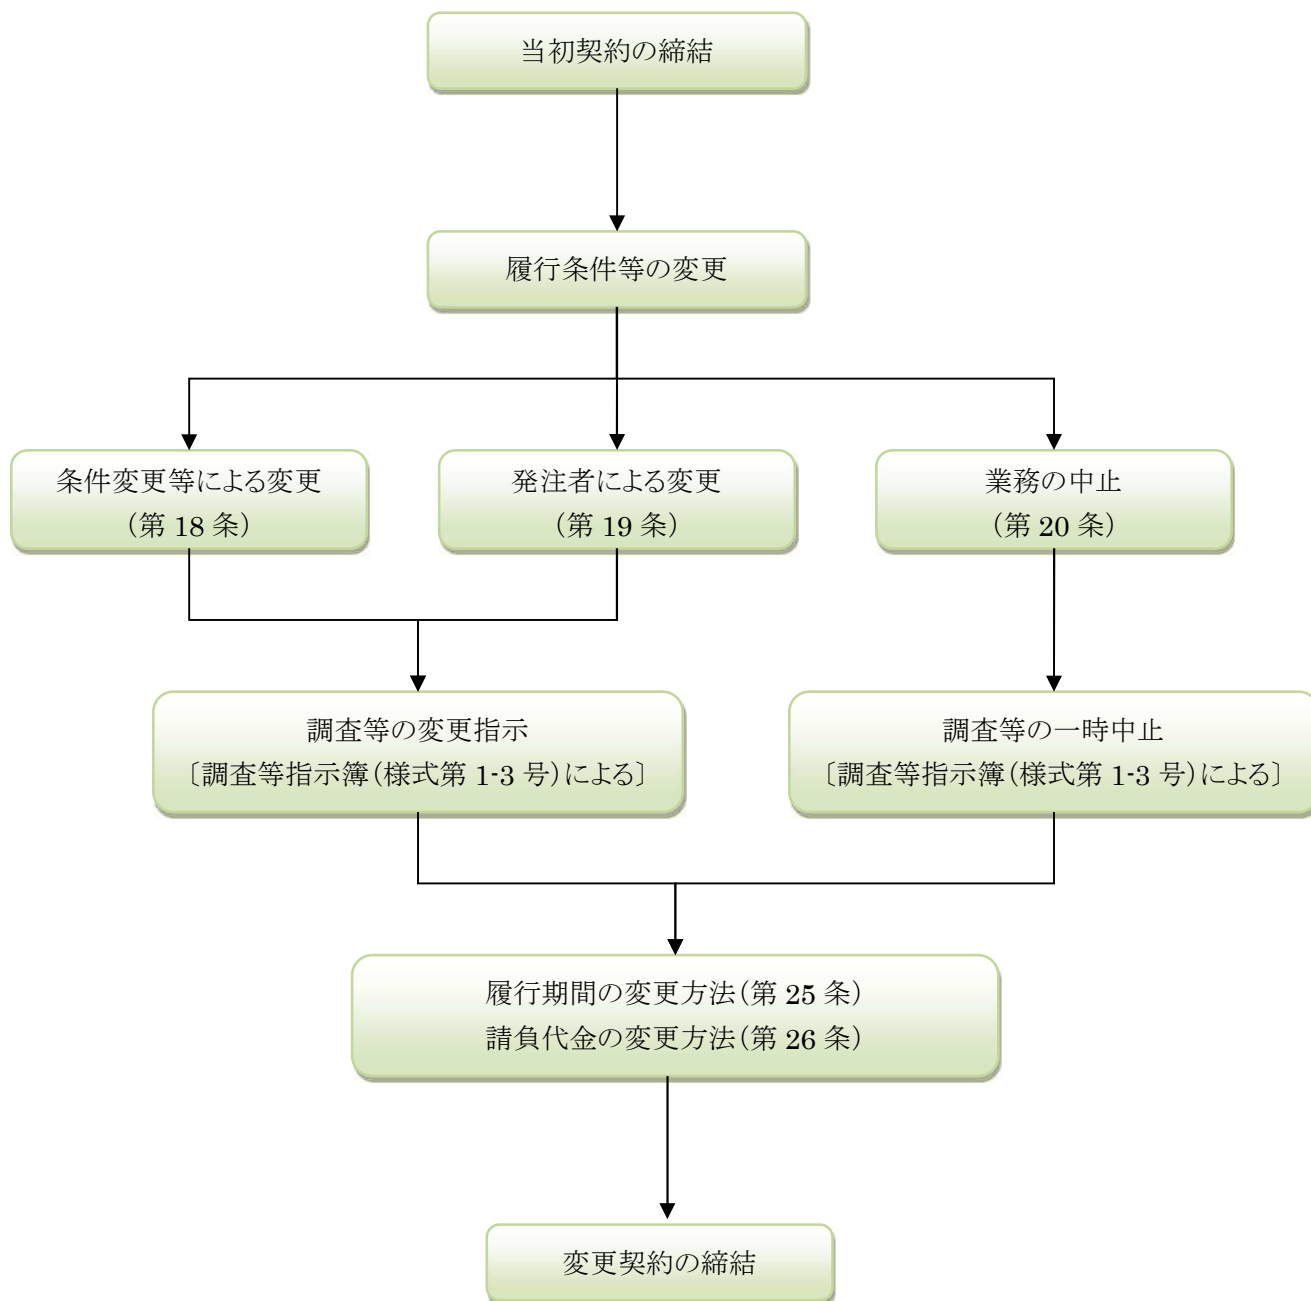 当初契約の締結
履行条件等の変更
条件変更等による変更
(第 18 条)
発注者による変更
(第 19 条)
業務の中止
(第 20 条)
調査等の変更指示
〔調査等指示簿(様式第 1-3 号)による〕
調査等の一時中止
〔調査等指示簿(様式第 1-3 号)による〕
履行期間の変更方法(第 25 条)
請負代金の変更方法(第 26 条)
変更契約の締結